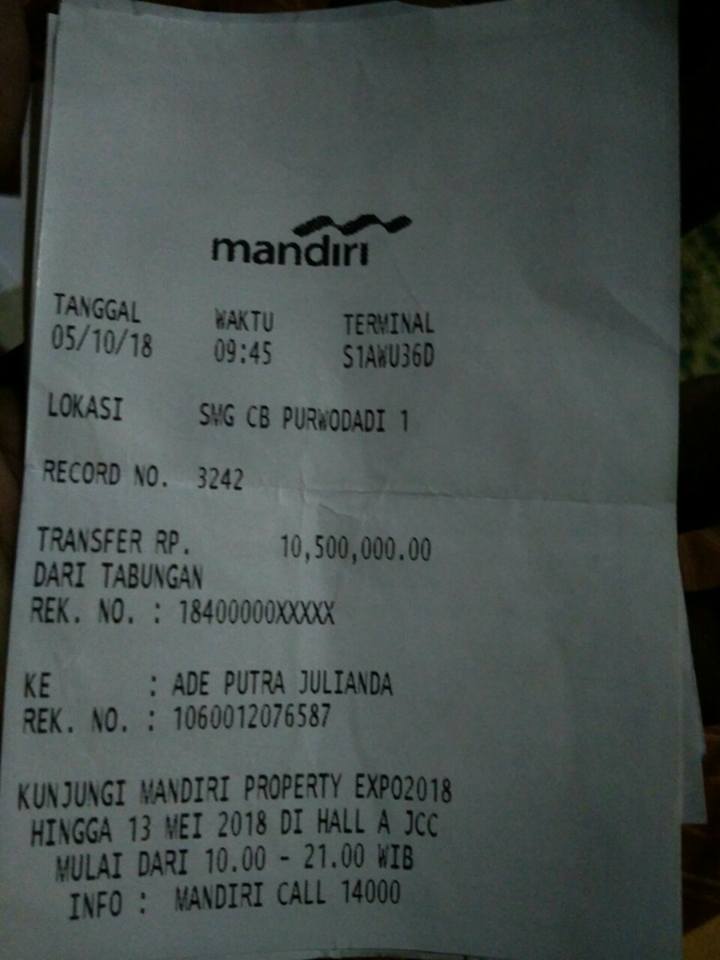 mandiri
TANGGAL WAKTU TERMINAL
05/10/18 09:45 S1AWU36D
LOKASI SMG CB PURWODADI 1
RECORD NO. 3242
TRANSFER RP. 10,500,000.00
DARI TABUNGAN
REK. NO. : 18400000XXXXX
KE : ADE PUTRA JULIANDA
REK. NO. : 1060012076587
KUNJUNGI MANDIRI PROPERTY EXPO2018
HINGGA 13 MEI 2018 DI HALL A JCC
MULAI DARI 10.00 - 21.00 WIB
INFO : MANDIRI CALL 14000